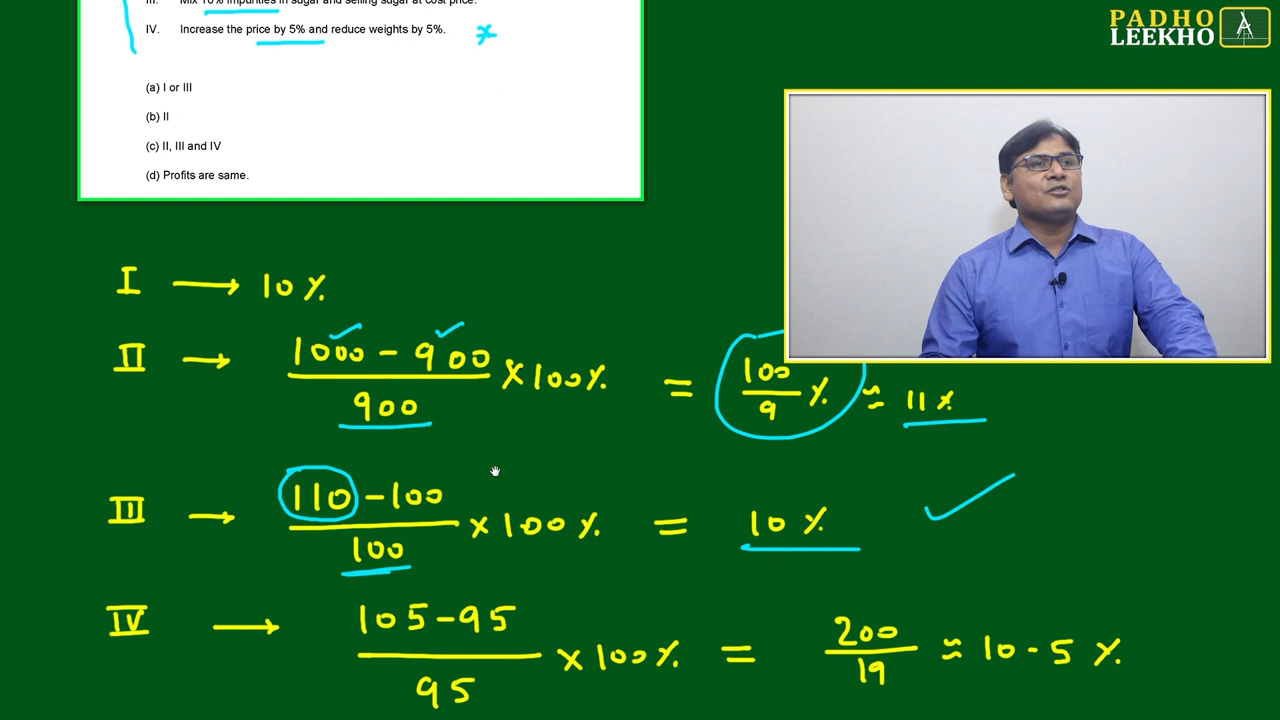 III. Mix 10% impurities in sugar and selling sugar at cost price.
IV. Increase the price by 5% and reduce weights by 5%.
(a) I or III
(b) II
(c) II, III and IV
(d) Profits are same.
PADHO
LEEKHO
I → 10%
II → (1000 - 900)/900 × 100% = 100/9 % ≈ 11%
III → (110 - 100)/100 × 100% = 10%
IV → (105 - 95)/95 × 100% = 200/19 ≈ 10-5%